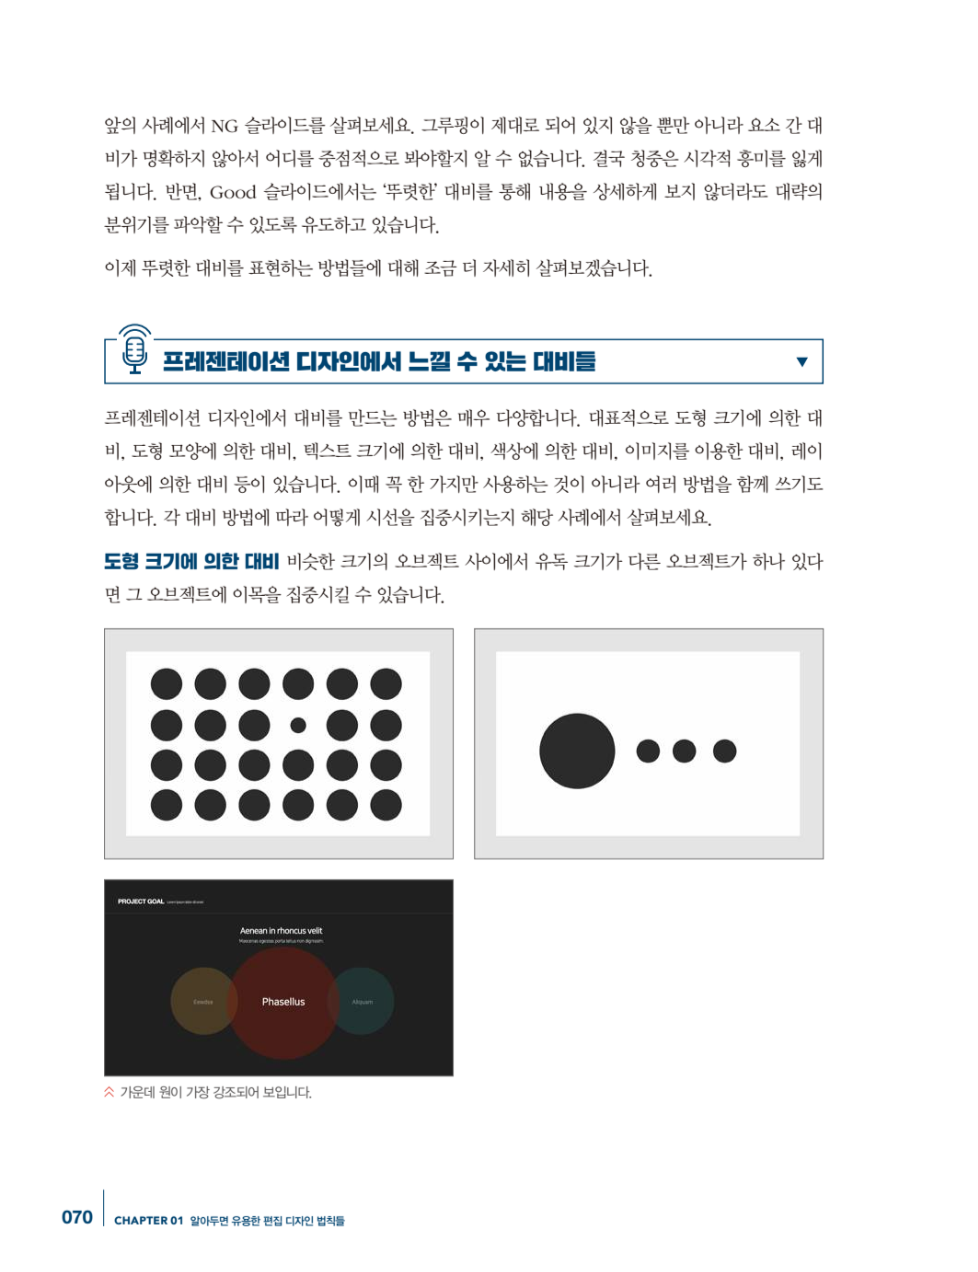 앞의 사례에서 NG 슬라이드를 살펴보세요. 그루핑이 제대로 되어 있지 않을 뿐만 아니라 요소 간 대
비가 명확하지 않아서 어디를 중점적으로 봐야할지 알 수 없습니다. 결국 청중은 시각적 흥미를 잃게
됩니다. 반면, Good 슬라이드에서는 ‘뚜렷한’ 대비를 통해 내용을 상세하게 보지 않더라도 대략의
분위기를 파악할 수 있도록 유도하고 있습니다.
이제 뚜렷한 대비를 표현하는 방법들에 대해 조금 더 자세히 살펴보겠습니다.
프레젠테이션 디자인에서 느낄 수 있는 대비들
프레젠테이션 디자인에서 대비를 만드는 방법은 매우 다양합니다. 대표적으로 도형 크기에 의한 대
비, 도형 모양에 의한 대비, 텍스트 크기에 의한 대비, 색상에 의한 대비, 이미지를 이용한 대비, 레이
아웃에 의한 대비 등이 있습니다. 이때 꼭 한 가지만 사용하는 것이 아니라 여러 방법을 함께 쓰기도
합니다. 각 대비 방법에 따라 어떻게 시선을 집중시키는지 해당 사례에서 살펴보세요.
도형 크기에 의한 대비 비슷한 크기의 오브젝트 사이에서 유독 크기가 다른 오브젝트가 하나 있다
면 그 오브젝트에 이목을 집중시킬 수 있습니다.
PROJECT GOAL
Aenean in rhoncus velit
Phasellus
Aliquam
가운데 원이 가장 강조되어 보입니다.
070 CHAPTER 01 알아두면 유용한 편집 디자인 법칙들